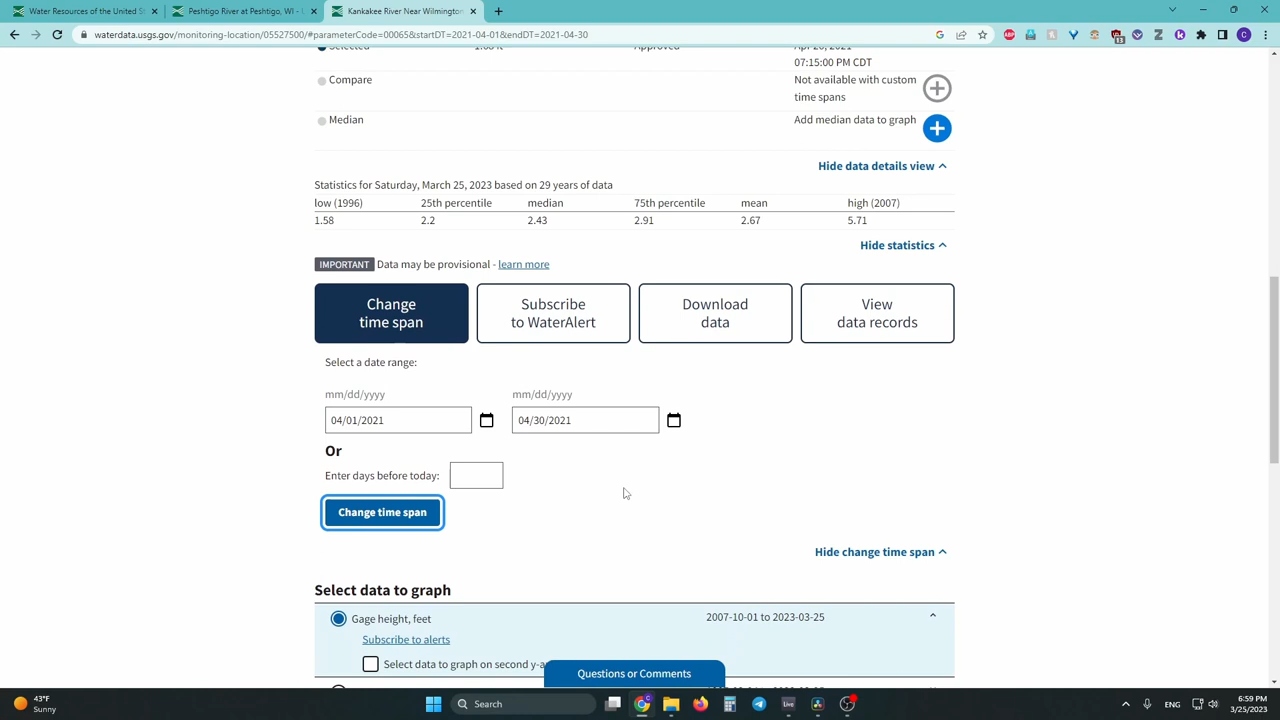 Water Resources of the United St
Peshtigo River at Peshtigo, WI - U
Kankakee River Near Wilmington,
waterdata.usgs.gov/monitoring-location/05527500/#parameterCode=00065&startDT=2021-04-01&endDT=2021-04-30
Selected Approved
07:15:00 PM CDT
Compare Not available with custom
time spans
Median Add median data to graph
Hide data details view
Statistics for Saturday, March 25, 2023 based on 29 years of data
low (1996) 25th percentile median 75th percentile mean high (2007)
1.58 2.2 2.43 2.91 2.67 5.71
Hide statistics
IMPORTANT Data may be provisional - learn more
Change
time span
Subscribe
to WaterAlert
Download
data
View
data records
Select a date range:
mm/dd/yyyy mm/dd/yyyy
04/01/2021 04/30/2021
Or
Enter days before today:
Change time span
Hide change time span
Select data to graph
Gage height, feet 2007-10-01 to 2023-03-25
Subscribe to alerts
Select data to graph on second y-a
Questions or Comments
43°F
Sunny
Search
Live
ENG
6:59 PM
3/25/2023